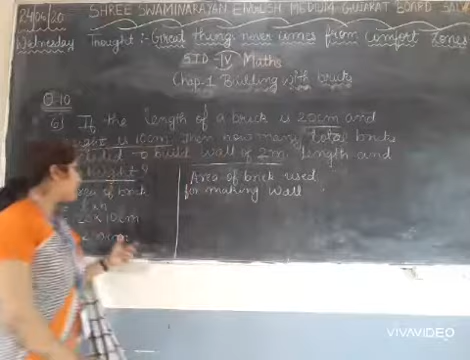 24/06/20 SHREE SWAMINARAYAN ENGLISH MEDIUM GUJARAT BOARD SAL
Wednesday Thought :- Great things never comes from Comfort Zones
STD-IV Maths
Chap-1 Building with bricks
Q.10
6) If the length of a brick is 20cm and
is 10cm. Then how many total bricks
to build wall of 2m length and
height?
Area of brick used
for making wall
area of brick
l x h
20 x 10cm
VIVAVIDEO